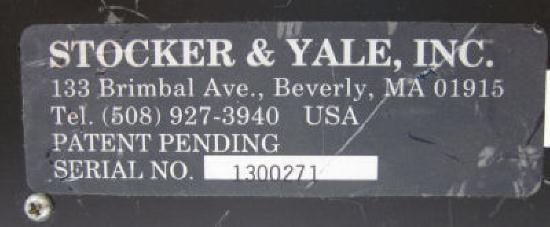 STOCKER & YALE, INC.
133 Brimbal Ave., Beverly, MA 01915
Tel. (508) 927-3940 USA
PATENT PENDING
SERIAL NO. 1300271